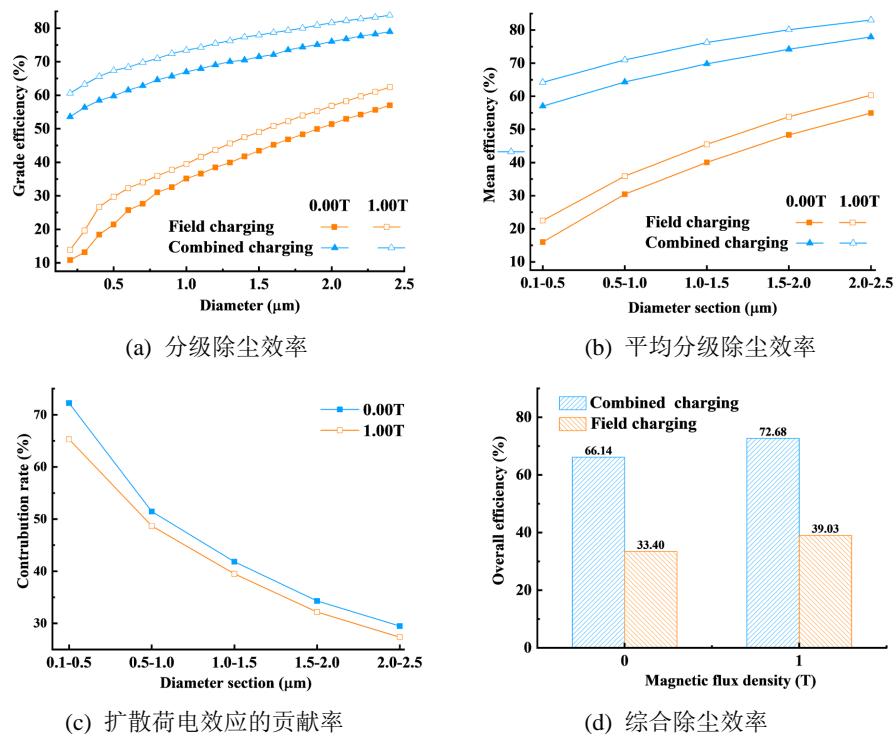 Grade efficiency (%)
80
70
60
50
40
30
20
10
0.00T 1.00T
Field charging
Combined charging
0.5 1.0 1.5 2.0 2.5
Diameter (μm)
(a) 分级除尘效率
Mean efficiency (%)
80
70
60
50
40
30
20
10
0.00T 1.00T
Field charging
Combined charging
0.1-0.5 0.5-1.0 1.0-1.5 1.5-2.0 2.0-2.5
Diameter section (μm)
(b) 平均分级除尘效率
Contrubution rate (%)
70
60
50
40
30
0.00T
1.00T
0.1-0.5 0.5-1.0 1.0-1.5 1.5-2.0 2.0-2.5
Diameter section (μm)
(c) 扩散荷电效应的贡献率
Overall efficiency (%)
80
60
40
20
0
Combined charging
Field charging
66.14
33.40
72.68
39.03
0 1
Magnetic flux density (T)
(d) 综合除尘效率